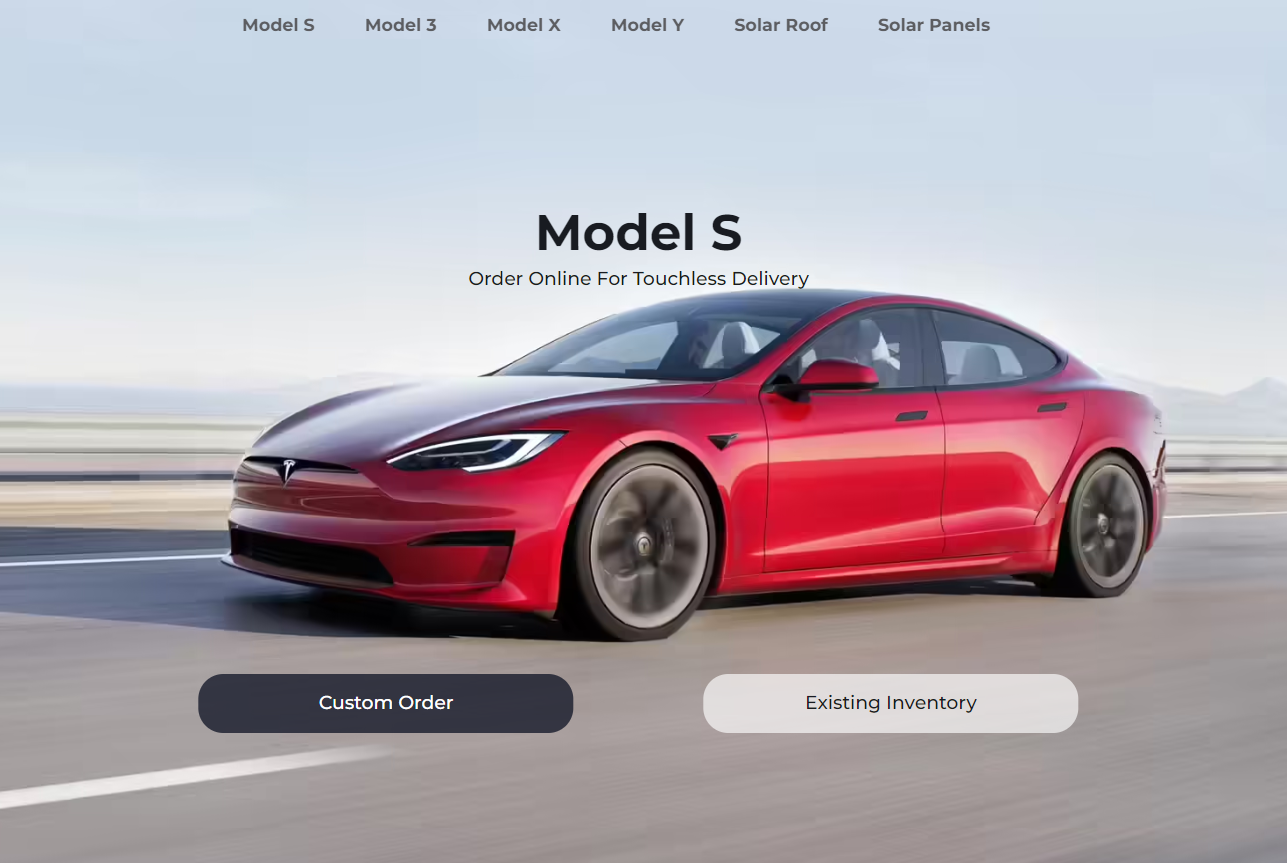 Model S Model 3 Model X Model Y Solar Roof Solar Panels
Model S
Order Online For Touchless Delivery
Custom Order Existing Inventory